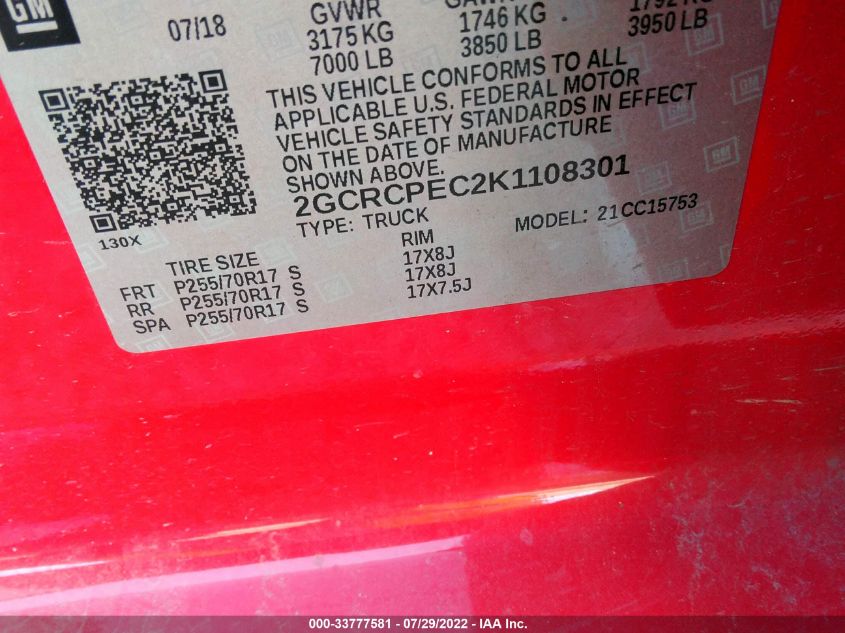 GM
07/18
GVWR
3175 KG
7000 LB
1746 KG
3850 LB
3950 LB
THIS VEHICLE CONFORMS TO ALL
APPLICABLE U.S. FEDERAL MOTOR
VEHICLE SAFETY STANDARDS IN EFFECT
ON THE DATE OF MANUFACTURE
SHOWN ABOVE.
2GCRCPEC2K1108301
TYPE: TRUCK MODEL: 21CC15753
130X
TIRE SIZE RIM
FRT P255/70R17 S 17X8J
RR P255/70R17 S 17X8J
SPA P255/70R17 S 17X7.5J
000-33777581 - 07/29/2022 - IAA Inc.